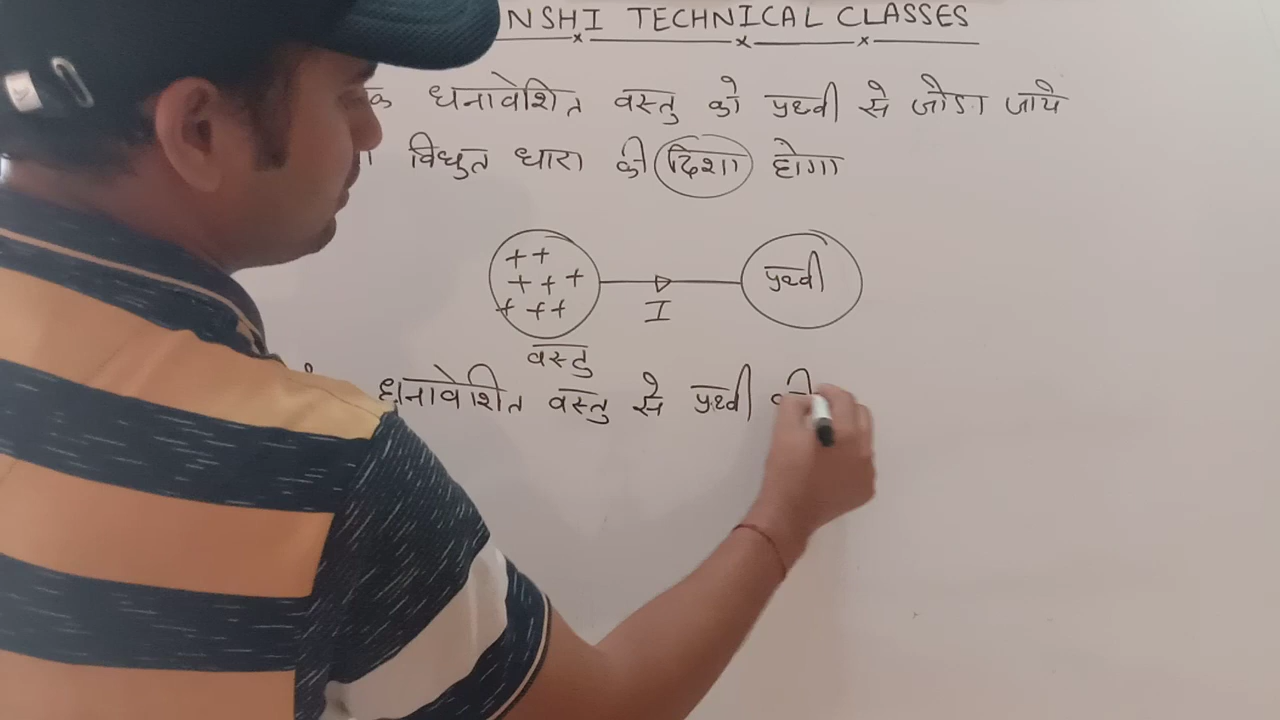 NSHI TECHNICAL CLASSES
क धनावेशित वस्तु को पृथ्वी से जोडा जाये
विधुत धारा की दिशा होगा
+ +
+ + +
+ + +
पृथ्वी
I
वस्तु
धनावेशित वस्तु से पृथ्वी की